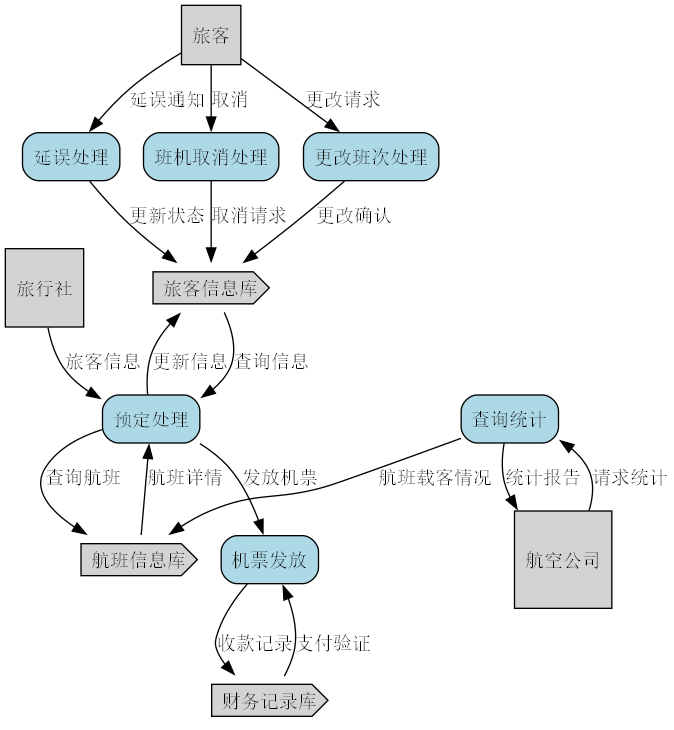 旅客
延误通知 取消 更改请求
延误处理 班机取消处理 更改班次处理
更新状态 取消请求 更改确认
旅行社 旅客信息库
旅客信息 更新信息 查询信息
预定处理 查询统计
查询航班 航班详情 发放机票 航班载客情况 统计报告 请求统计
航班信息库 机票发放 航空公司
收款记录 支付验证
财务记录库